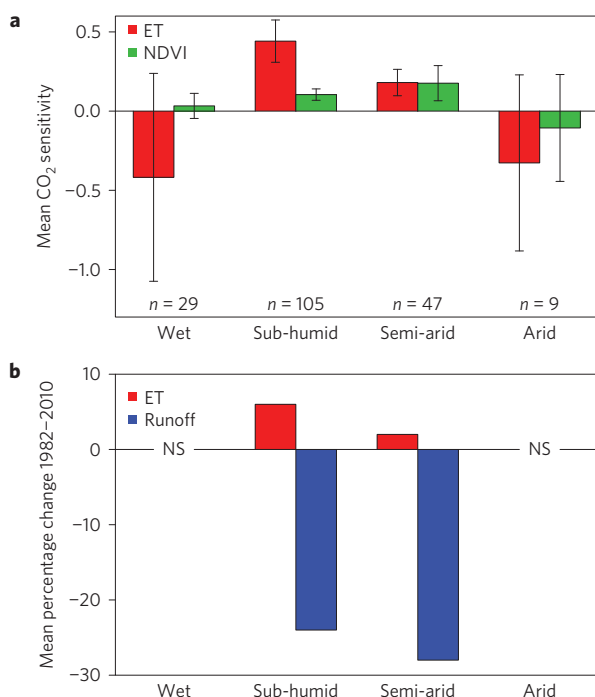 a
ET
NDVI
0.5
0.0
−0.5
−1.0
Mean CO₂ sensitivity
n = 29
n = 105
n = 47
n = 9
Wet
Sub-humid
Semi-arid
Arid
b
ET
Runoff
10
0
−10
−20
−30
Mean percentage change 1982–2010
NS
NS
Wet
Sub-humid
Semi-arid
Arid